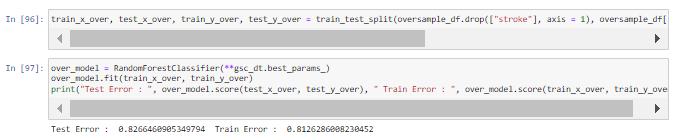 In [96]: train_x_over, test_x_over, train_y_over, test_y_over = train_test_split(oversample_df.drop(["stroke"], axis = 1), oversample_df[
In [97]: over_model = RandomForestClassifier(**gsc_dt.best_params_)
over_model.fit(train_x_over, train_y_over)
print("Test Error : ", over_model.score(test_x_over, test_y_over), " Train Error : ", over_model.score(train_x_over, train_y_ove
Test Error :  0.8266460905349794  Train Error :  0.8126286008230452